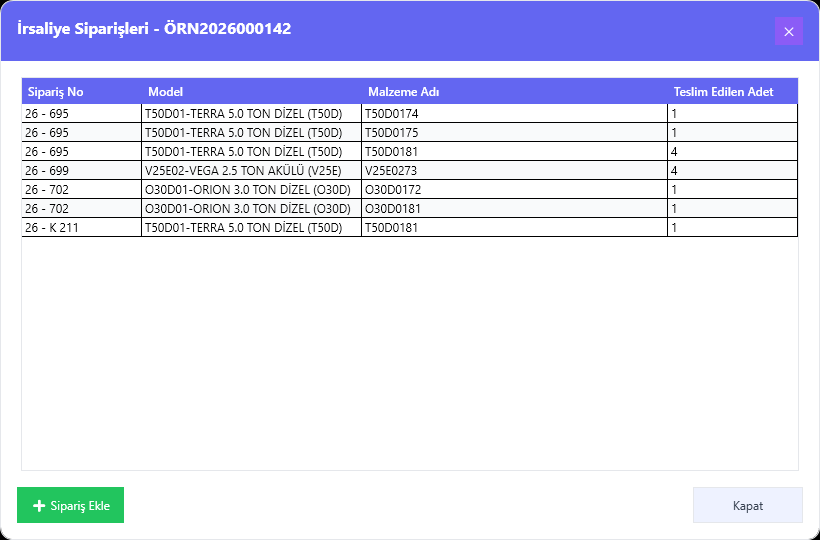 İrsaliye Siparişleri - ÖRN2026000142
Sipariş No Model Malzeme Adı Teslim Edilen Adet
26 - 695 T50D01-TERRA 5.0 TON DİZEL (T50D) T50D0174 1
26 - 695 T50D01-TERRA 5.0 TON DİZEL (T50D) T50D0175 1
26 - 695 T50D01-TERRA 5.0 TON DİZEL (T50D) T50D0181 4
26 - 699 V25E02-VEGA 2.5 TON AKÜLÜ (V25E) V25E0273 4
26 - 702 O30D01-ORION 3.0 TON DİZEL (O30D) O30D0172 1
26 - 702 O30D01-ORION 3.0 TON DİZEL (O30D) O30D0181 1
26 - K 211 T50D01-TERRA 5.0 TON DİZEL (T50D) T50D0181 1
Sipariş Ekle Kapat